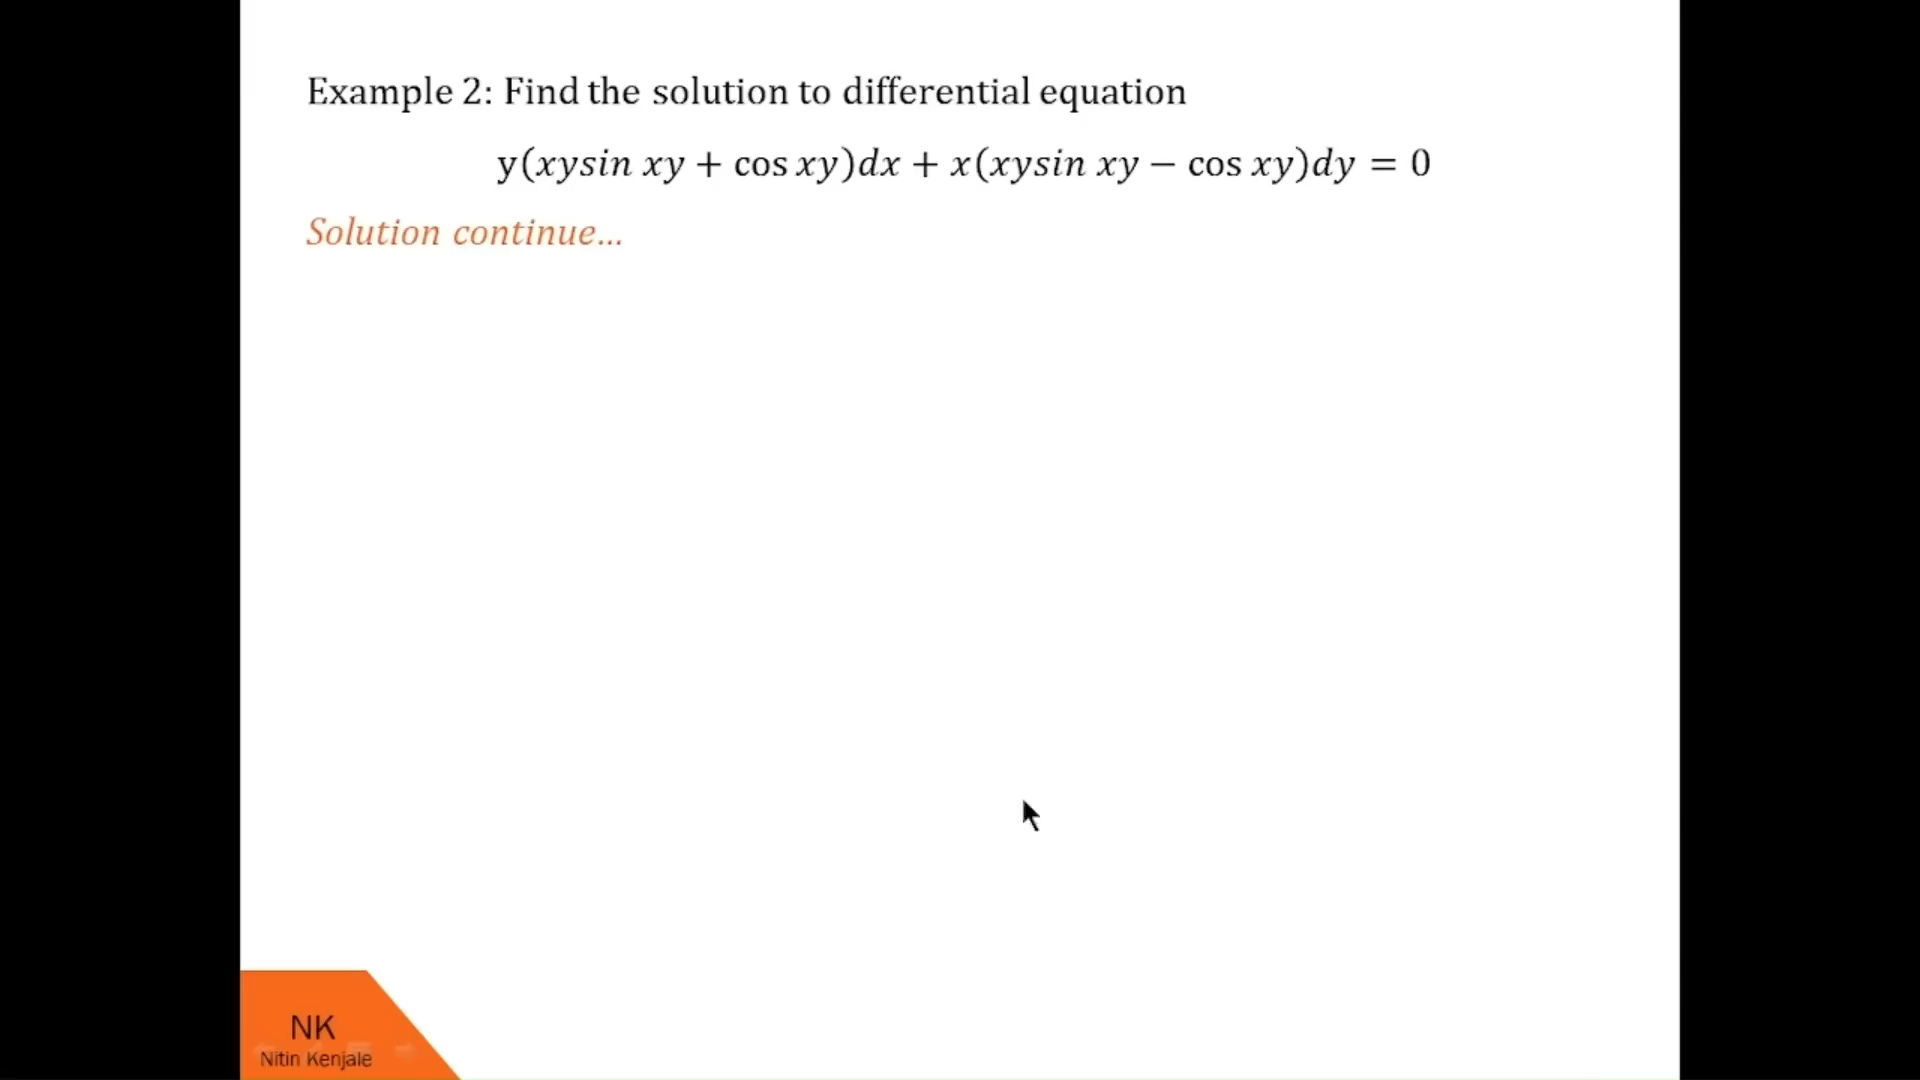 Example 2: Find the solution to differential equation
y(xysin xy + cos xy)dx + x(xysin xy − cos xy)dy = 0
Solution continue...
NK
Nitin Kenjale